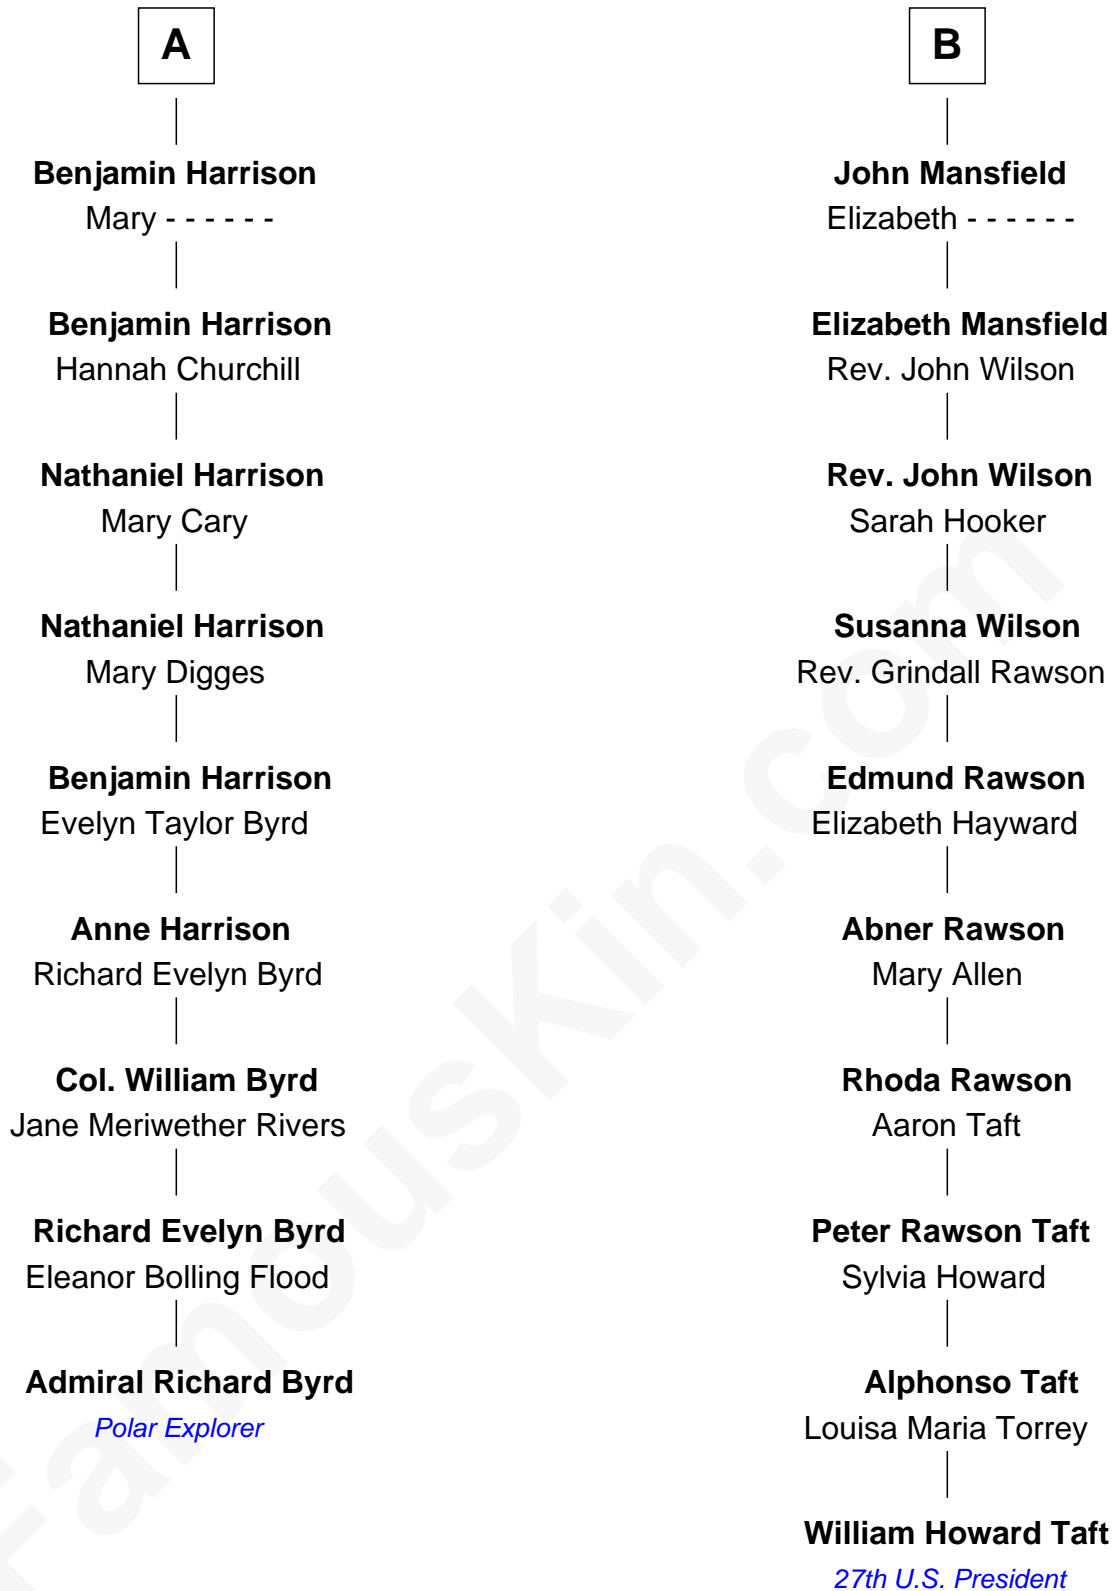 A
Benjamin Harrison
Mary - - - - - -
Benjamin Harrison
Hannah Churchill
Nathaniel Harrison
Mary Cary
Nathaniel Harrison
Mary Digges
Benjamin Harrison
Evelyn Taylor Byrd
Anne Harrison
Richard Evelyn Byrd
Col. William Byrd
Jane Meriwether Rivers
Richard Evelyn Byrd
Eleanor Bolling Flood
Admiral Richard Byrd
Polar Explorer
B
John Mansfield
Elizabeth - - - - - -
Elizabeth Mansfield
Rev. John Wilson
Rev. John Wilson
Sarah Hooker
Susanna Wilson
Rev. Grindall Rawson
Edmund Rawson
Elizabeth Hayward
Abner Rawson
Mary Allen
Rhoda Rawson
Aaron Taft
Peter Rawson Taft
Sylvia Howard
Alphonso Taft
Louisa Maria Torrey
William Howard Taft
27th U.S. President
FamousKin.com